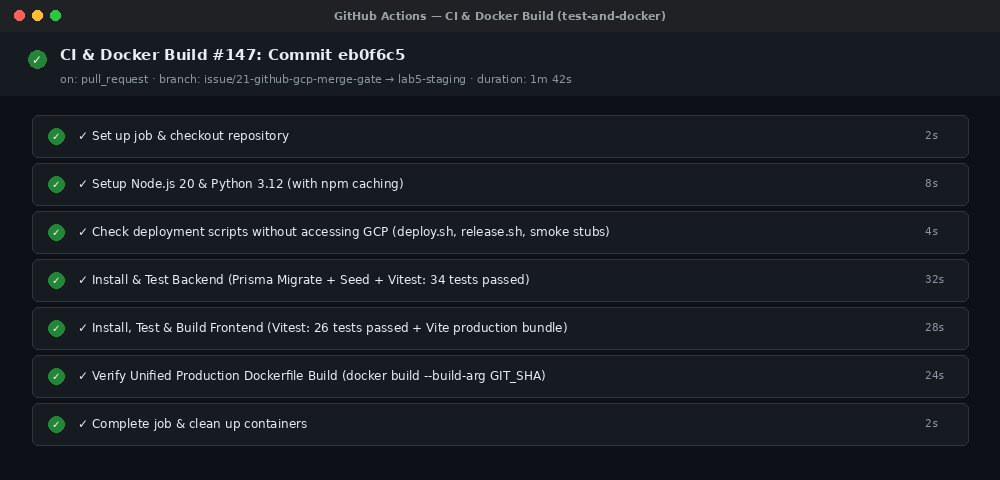 GitHub Actions — CI & Docker Build (test-and-docker)
✓ CI & Docker Build #147: Commit eb0f6c5
on: pull_request · branch: issue/21-github-gcp-merge-gate → lab5-staging · duration: 1m 42s
✓ ✓ Set up job & checkout repository 2s
✓ ✓ Setup Node.js 20 & Python 3.12 (with npm caching) 8s
✓ ✓ Check deployment scripts without accessing GCP (deploy.sh, release.sh, smoke stubs) 4s
✓ ✓ Install & Test Backend (Prisma Migrate + Seed + Vitest: 34 tests passed) 32s
✓ ✓ Install, Test & Build Frontend (Vitest: 26 tests passed + Vite production bundle) 28s
✓ ✓ Verify Unified Production Dockerfile Build (docker build --build-arg GIT_SHA) 24s
✓ ✓ Complete job & clean up containers 2s